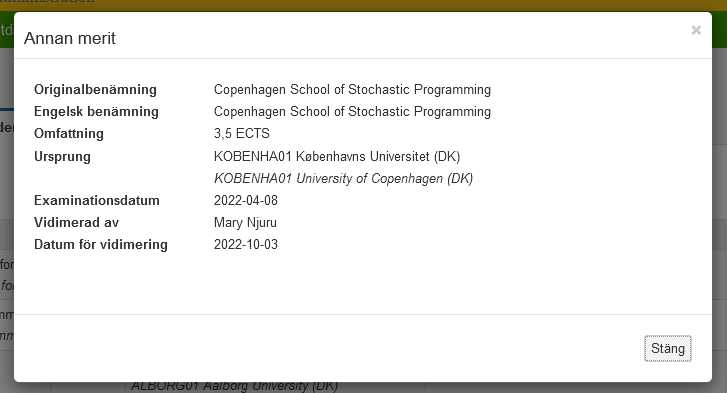 Annan merit ×
Originalbenämning Copenhagen School of Stochastic Programming
Engelsk benämning Copenhagen School of Stochastic Programming
Omfattning 3,5 ECTS
Ursprung KOBENHA01 Københavns Universitet (DK)
KOBENHA01 University of Copenhagen (DK)
Examinationsdatum 2022-04-08
Vidimerad av Mary Njuru
Datum för vidimering 2022-10-03
Stäng
ALBORG01 Aalborg University (DK)